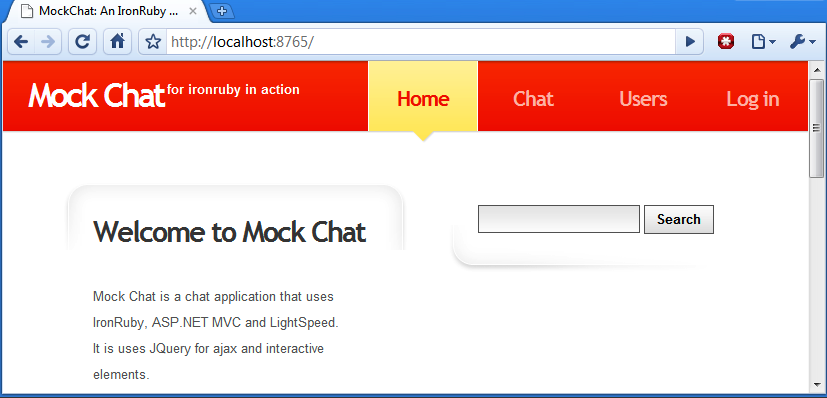 MockChat: An IronRuby ...
http://localhost:8765/
Mock Chat for ironruby in action
Home
Chat
Users
Log in
Welcome to Mock Chat
Search
Mock Chat is a chat application that uses
IronRuby, ASP.NET MVC and LightSpeed.
It is uses JQuery for ajax and interactive
elements.